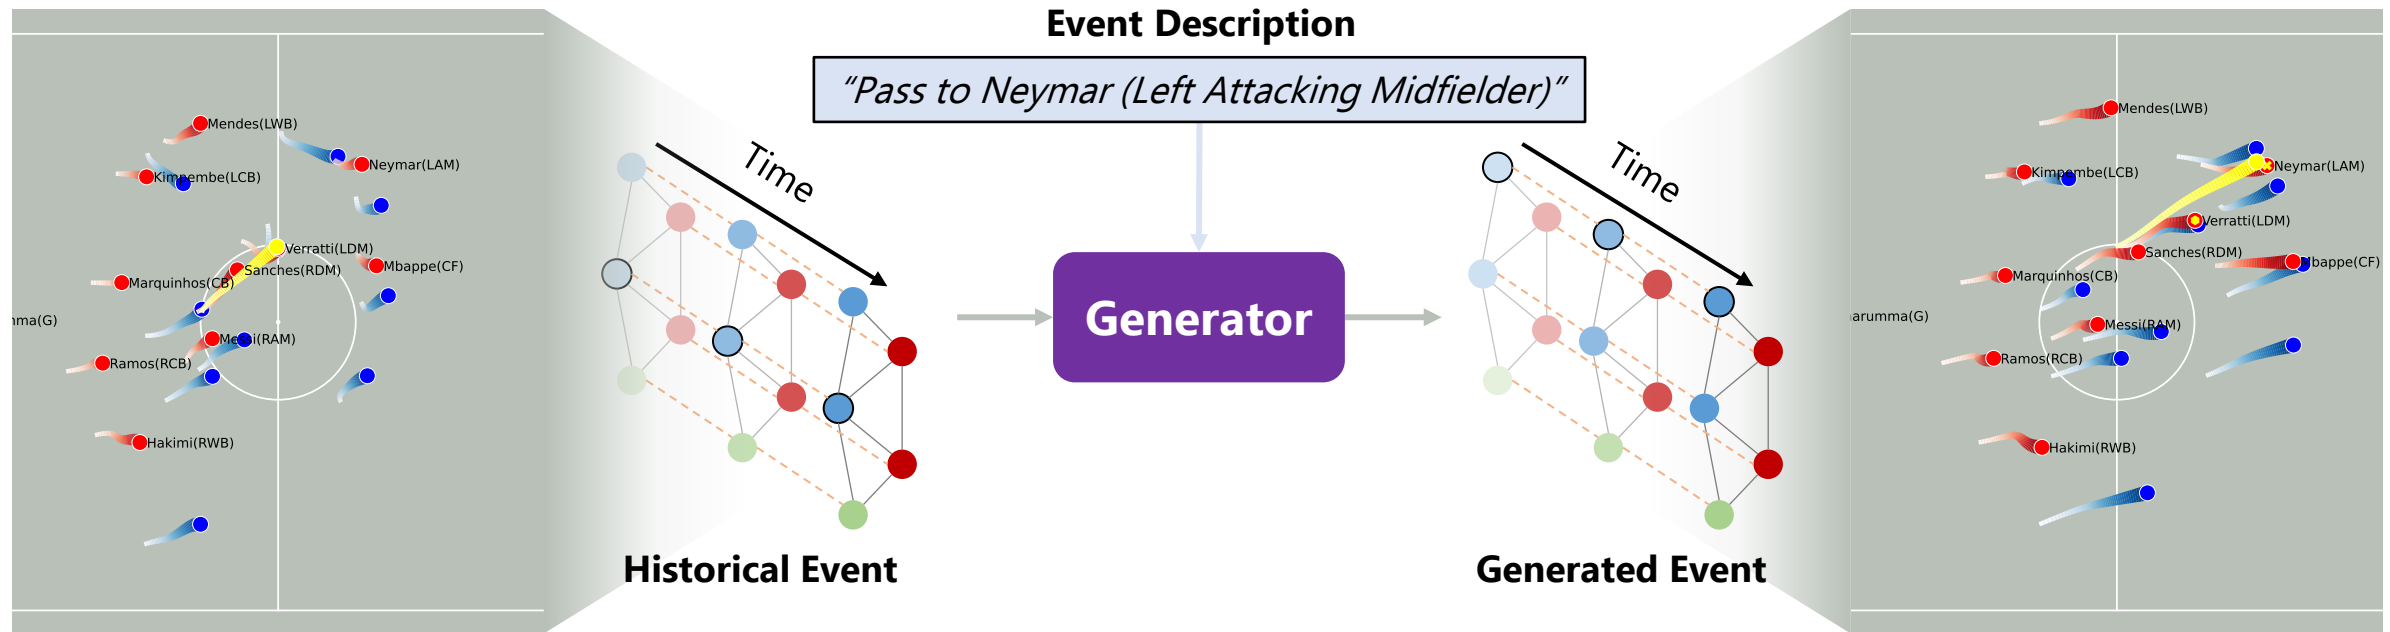 Event Description
“Pass to Neymar (Left Attacking Midfielder)”
Mendes(LWB)
Neymar(LAM)
Kimpembe(LCB)
Verratti(LDM)
Sanches(RDM)
Mbappe(CF)
Marquinhos(CB)
mma(G)
Messi(RAM)
Ramos(RCB)
Hakimi(RWB)
Time
Historical Event
Generator
Time
Generated Event
Mendes(LWB)
Neymar(LAM)
Kimpembe(LCB)
Verratti(LDM)
Sanches(RDM)
Mbappe(CF)
Marquinhos(CB)
arumma(G)
Messi(RAM)
Ramos(RCB)
Hakimi(RWB)